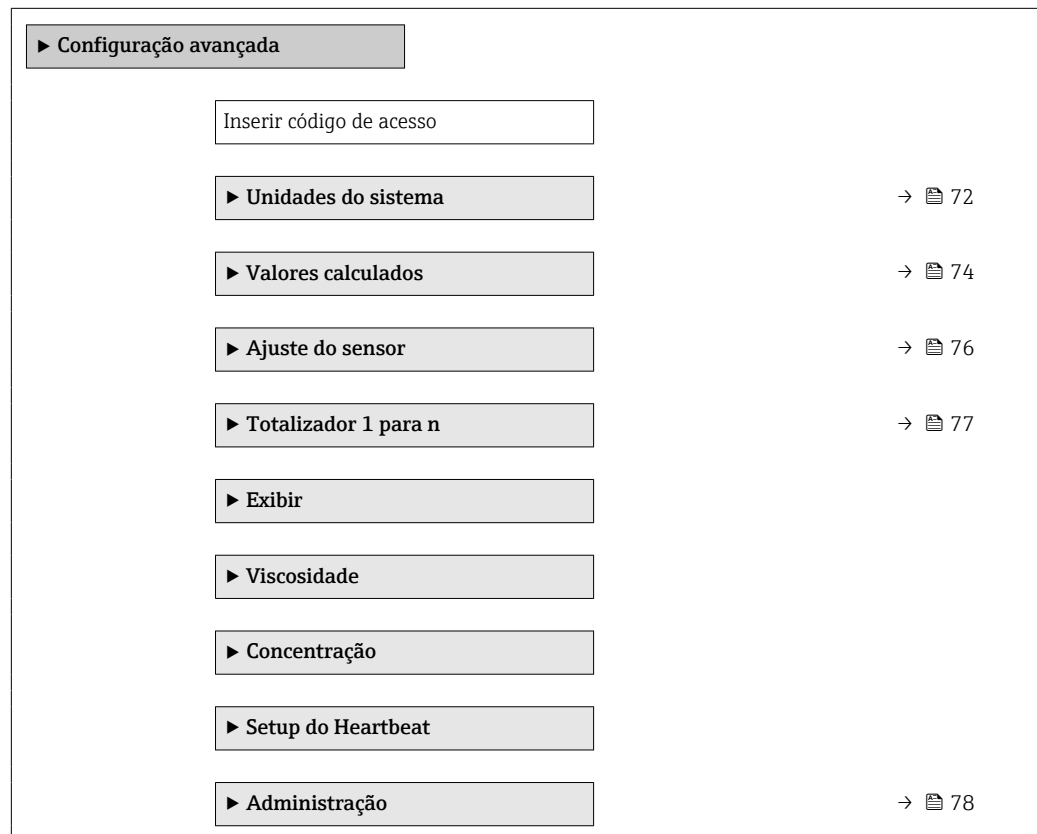 ▶ Configuração avançada
Inserir código de acesso
▶ Unidades do sistema → 72
▶ Valores calculados → 74
▶ Ajuste do sensor → 76
▶ Totalizador 1 para n → 77
▶ Exibir
▶ Viscosidade
▶ Concentração
▶ Setup do Heartbeat
▶ Administração → 78